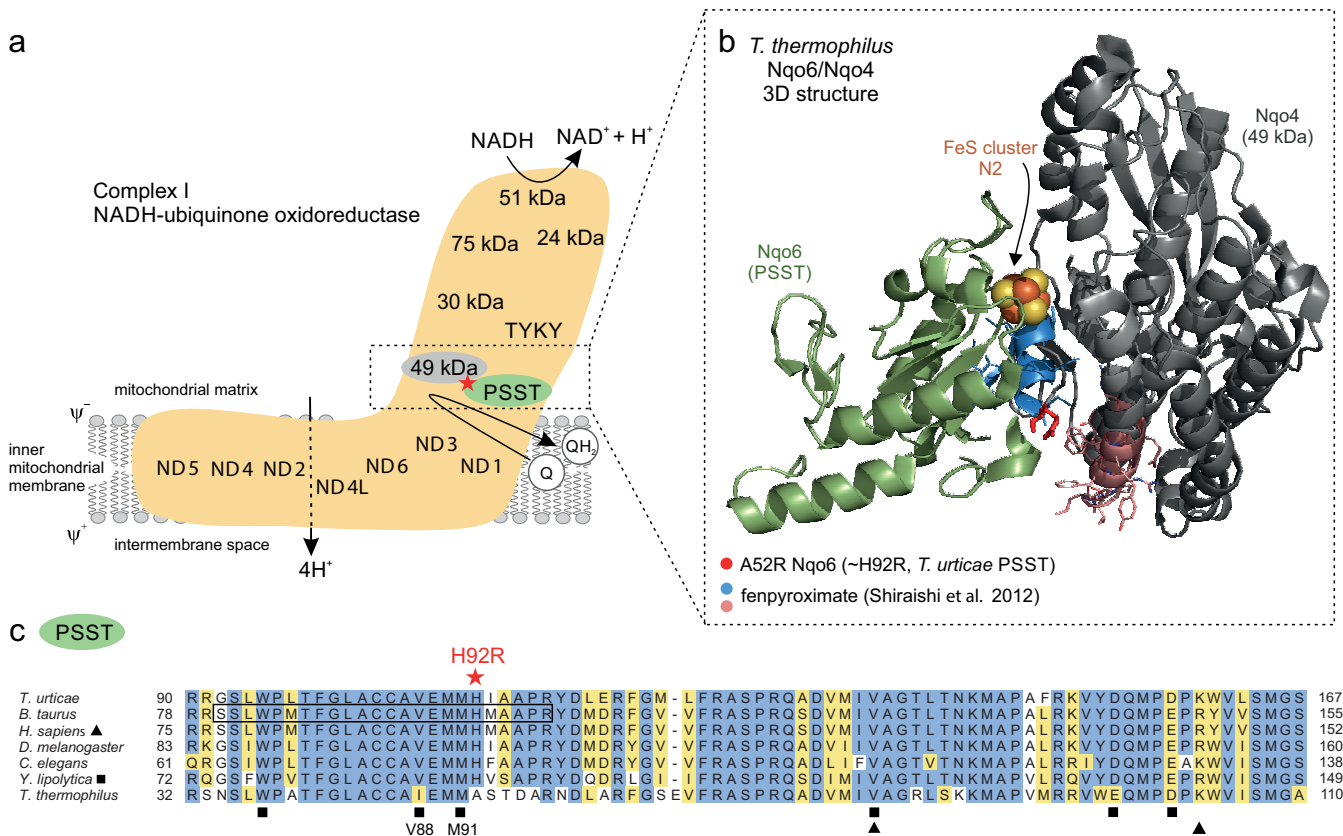 a
Complex I
NADH-ubiquinone oxidoreductase
NADH
NAD⁺ + H⁺
51 kDa
75 kDa
24 kDa
30 kDa
TYKY
49 kDa
PSST
mitochondrial matrix
Ψ⁻
inner
mitochondrial
membrane
Ψ⁺
intermembrane space
ND5
ND4
ND2
ND4L
ND6
ND3
ND1
Q
QH₂
4H⁺
b
T. thermophilus
Nqo6/Nqo4
3D structure
Nqo4
(49 kDa)
FeS cluster
N2
Nqo6
(PSST)
A52R Nqo6 (~H92R, T. urticae PSST)
fenpyroximate (Shiraishi et al. 2012)
c
PSST
H92R
T. urticae 90 RRGSLWPLTFGLACCAVEMMHIAAPRYDLERFGM-LFRASPRQADVMIVAGTLTNKMAPAFRKVYDQMPDPKWVLSMGS 167
B. taurus 78 RRSSLWPMTFGLACCAVEMMHMAAPRYDMDRFGV-VFRASPRQADVMIVAGTLTNKMAPALRKVYDQMPEPRYVVSMGS 155
H. sapiens ▲ 75 RRSSLWPMTFGLACCAVEMMHMAAPRYDMDRFGV-VFRASPRQADVMIVAGTLTNKMAPALRKVYDQMPEPRYVVSMGS 152
D. melanogaster 83 RKGSIWPLTFGLACCAVEMMHIAAPRYDMDRYGV-VFRASPRQADVIIVAGTLTNKMAPALRKVYDQMPEPRWVISMGS 160
C. elegans 61 QRGSIWPLTFGLACCAVEMMHIAAPRYDMDRFGV-VFRASPRQADLIFVAGTVTNKMAPALRRIYDQMPEAKWVISMGS 138
Y. lipolytica ■ 72 RQGSFWPVTFGLACCAVEMMHVSAPRYDQDRLGI-IFRASPRQSDIMIVAGTLTNKMAPVLRQVYDQMPEPRWVISMGS 149
T. thermophilus 32 RSNSLWPATFGLACCAIEMMASTDARNDLARFGSEVFRASPRQADVMIVAGRLSKKMAPVMRRVWEQMPDPKWVISMGA 110
V88
M91